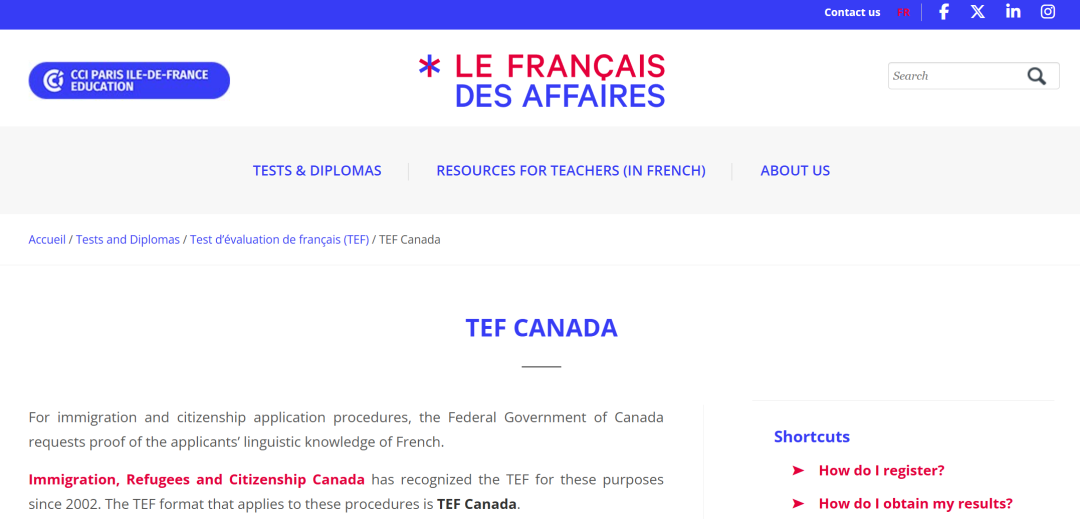 Contact us FR
CCI PARIS ILE-DE-FRANCE
EDUCATION
LE FRANÇAIS
DES AFFAIRES
Search
TESTS & DIPLOMAS
RESOURCES FOR TEACHERS (IN FRENCH)
ABOUT US
Accueil / Tests and Diplomas / Test d'évaluation de français (TEF) / TEF Canada
TEF CANADA
For immigration and citizenship application procedures, the Federal Government of Canada
requests proof of the applicants' linguistic knowledge of French.
Immigration, Refugees and Citizenship Canada has recognized the TEF for these purposes
since 2002. The TEF format that applies to these procedures is TEF Canada.
Shortcuts
How do I register?
How do I obtain my results?